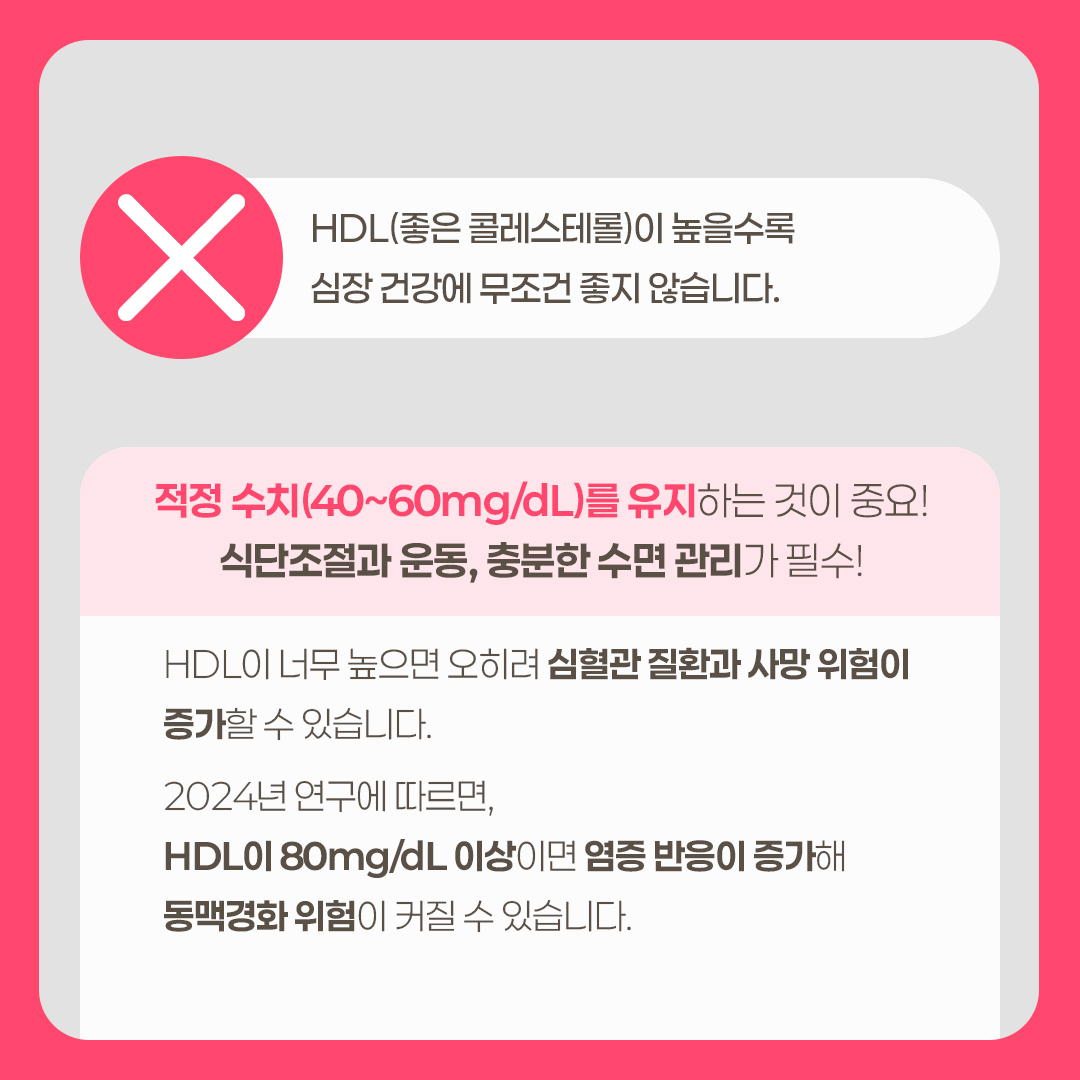 HDL(좋은 콜레스테롤)이 높을수록
심장 건강에 무조건 좋지 않습니다.
적정 수치(40~60mg/dL)를 유지하는 것이 중요!
식단조절과 운동, 충분한 수면 관리가 필수!
HDL이 너무 높으면 오히려 심혈관 질환과 사망 위험이
증가할 수 있습니다.
2024년 연구에 따르면,
HDL이 80mg/dL 이상이면 염증 반응이 증가해
동맥경화 위험이 커질 수 있습니다.